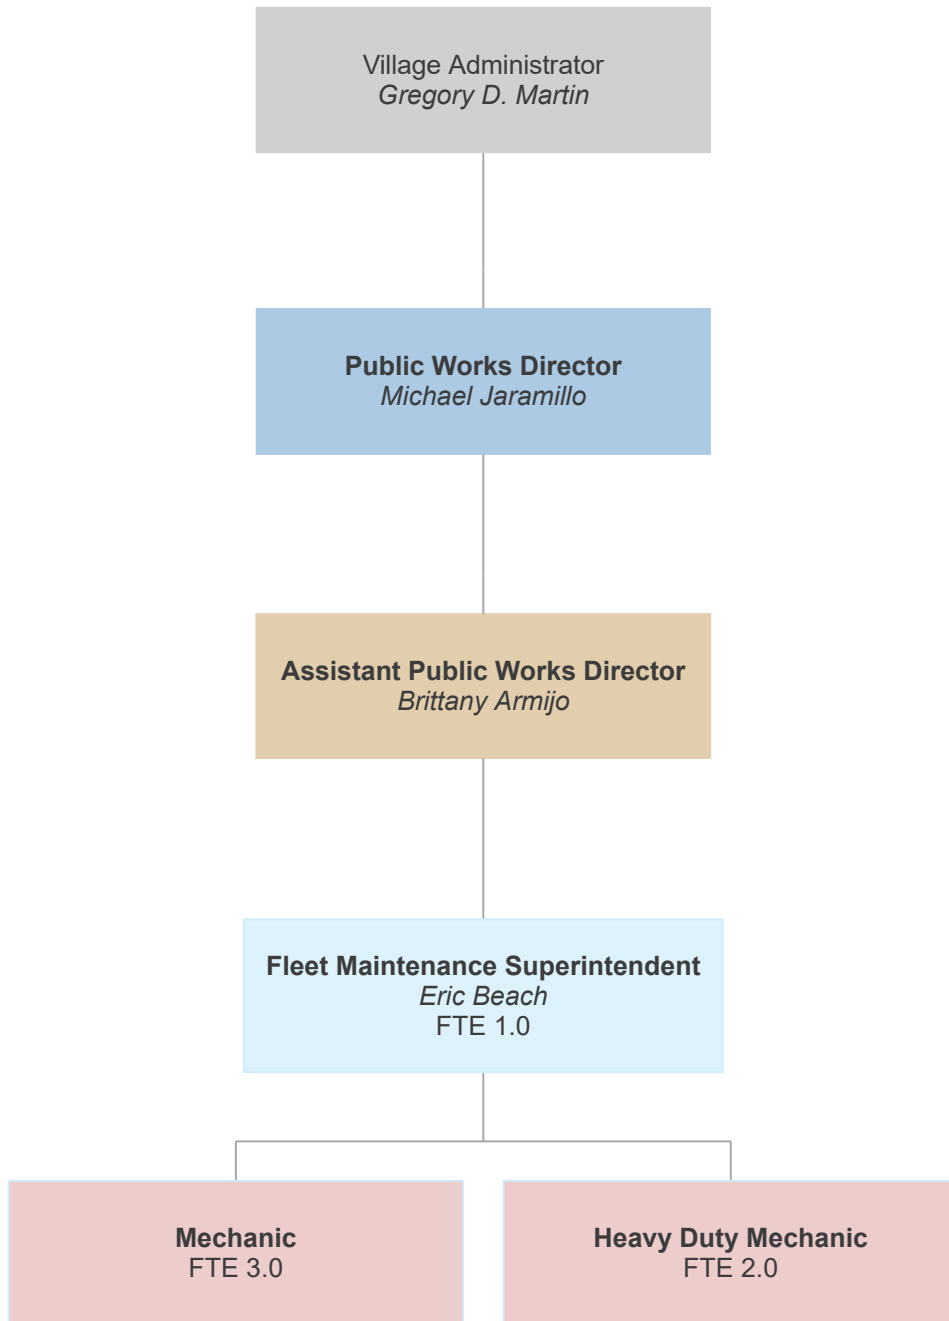 Village Administrator
Gregory D. Martin
Public Works Director
Michael Jaramillo
Assistant Public Works Director
Brittany Armijo
Fleet Maintenance Superintendent
Eric Beach
FTE 1.0
Mechanic
FTE 3.0
Heavy Duty Mechanic
FTE 2.0